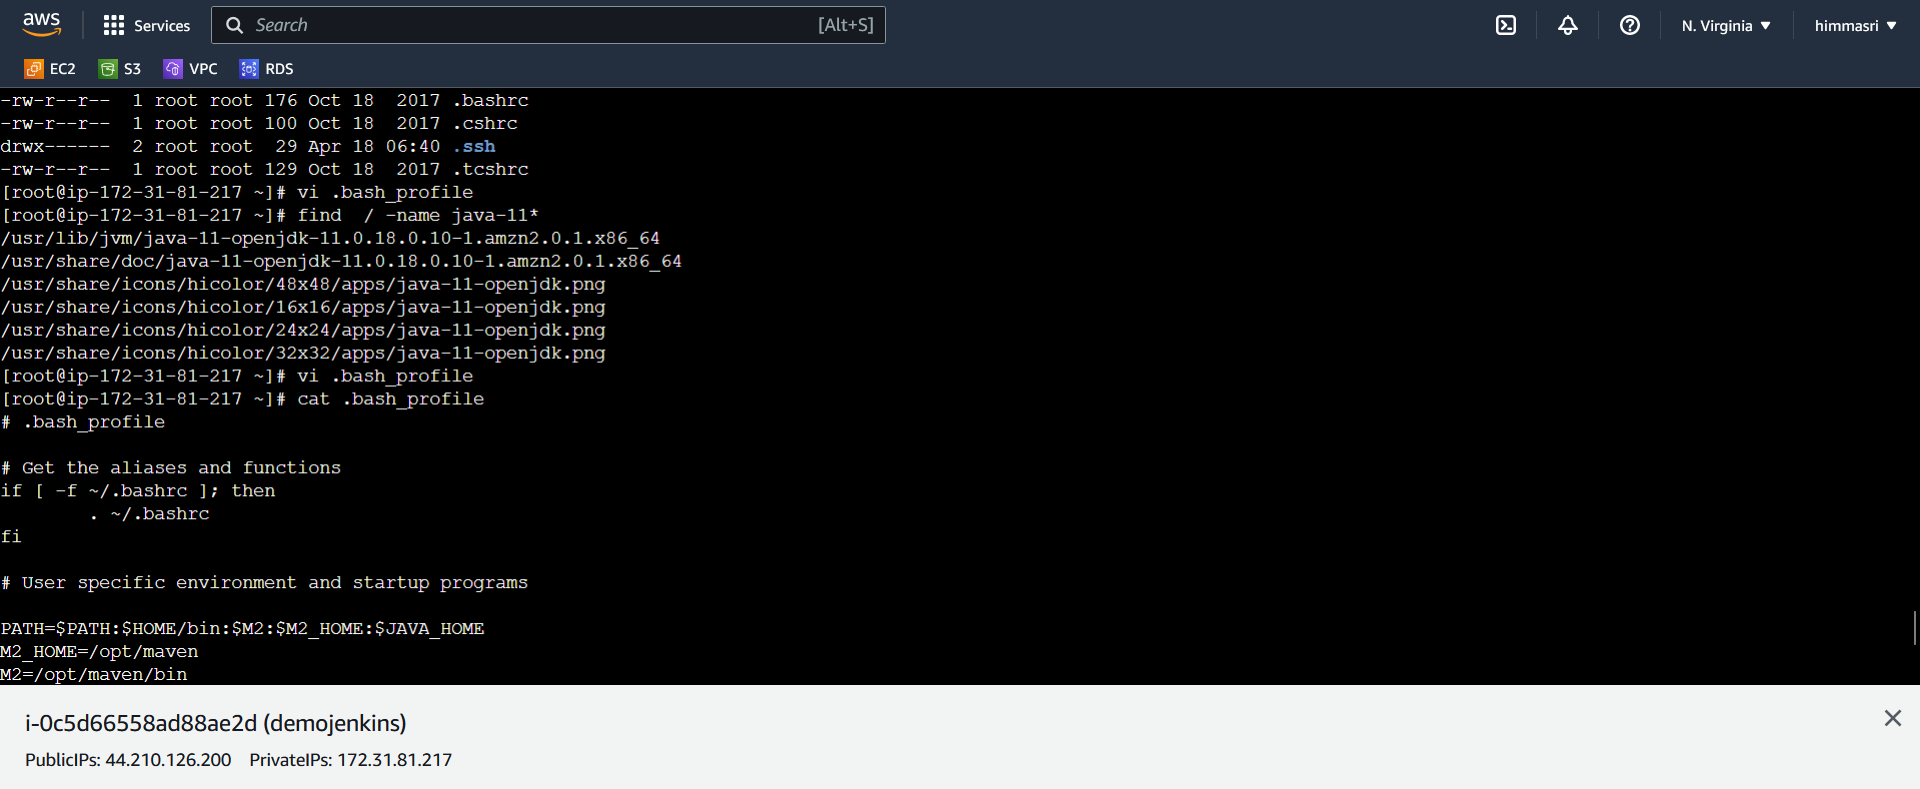 aws
Services
Search
[Alt+S]
N. Virginia
himmasri
EC2
S3
VPC
RDS
-rw-r--r--  1 root root 176 Oct 18  2017 .bashrc
-rw-r--r--  1 root root 100 Oct 18  2017 .cshrc
drwx------  2 root root  29 Apr 18 06:40 .ssh
-rw-r--r--  1 root root 129 Oct 18  2017 .tcshrc
[root@ip-172-31-81-217 ~]# vi .bash_profile
[root@ip-172-31-81-217 ~]# find  / -name java-11*
/usr/lib/jvm/java-11-openjdk-11.0.18.0.10-1.amzn2.0.1.x86_64
/usr/share/doc/java-11-openjdk-11.0.18.0.10-1.amzn2.0.1.x86_64
/usr/share/icons/hicolor/48x48/apps/java-11-openjdk.png
/usr/share/icons/hicolor/16x16/apps/java-11-openjdk.png
/usr/share/icons/hicolor/24x24/apps/java-11-openjdk.png
/usr/share/icons/hicolor/32x32/apps/java-11-openjdk.png
[root@ip-172-31-81-217 ~]# vi .bash_profile
[root@ip-172-31-81-217 ~]# cat .bash_profile
# .bash_profile
# Get the aliases and functions
if [ -f ~/.bashrc ]; then
        . ~/.bashrc
fi
# User specific environment and startup programs
PATH=$PATH:$HOME/bin:$M2:$M2_HOME:$JAVA_HOME
M2_HOME=/opt/maven
M2=/opt/maven/bin
i-0c5d66558ad88ae2d (demojenkins)
PublicIPs: 44.210.126.200 PrivateIPs: 172.31.81.217